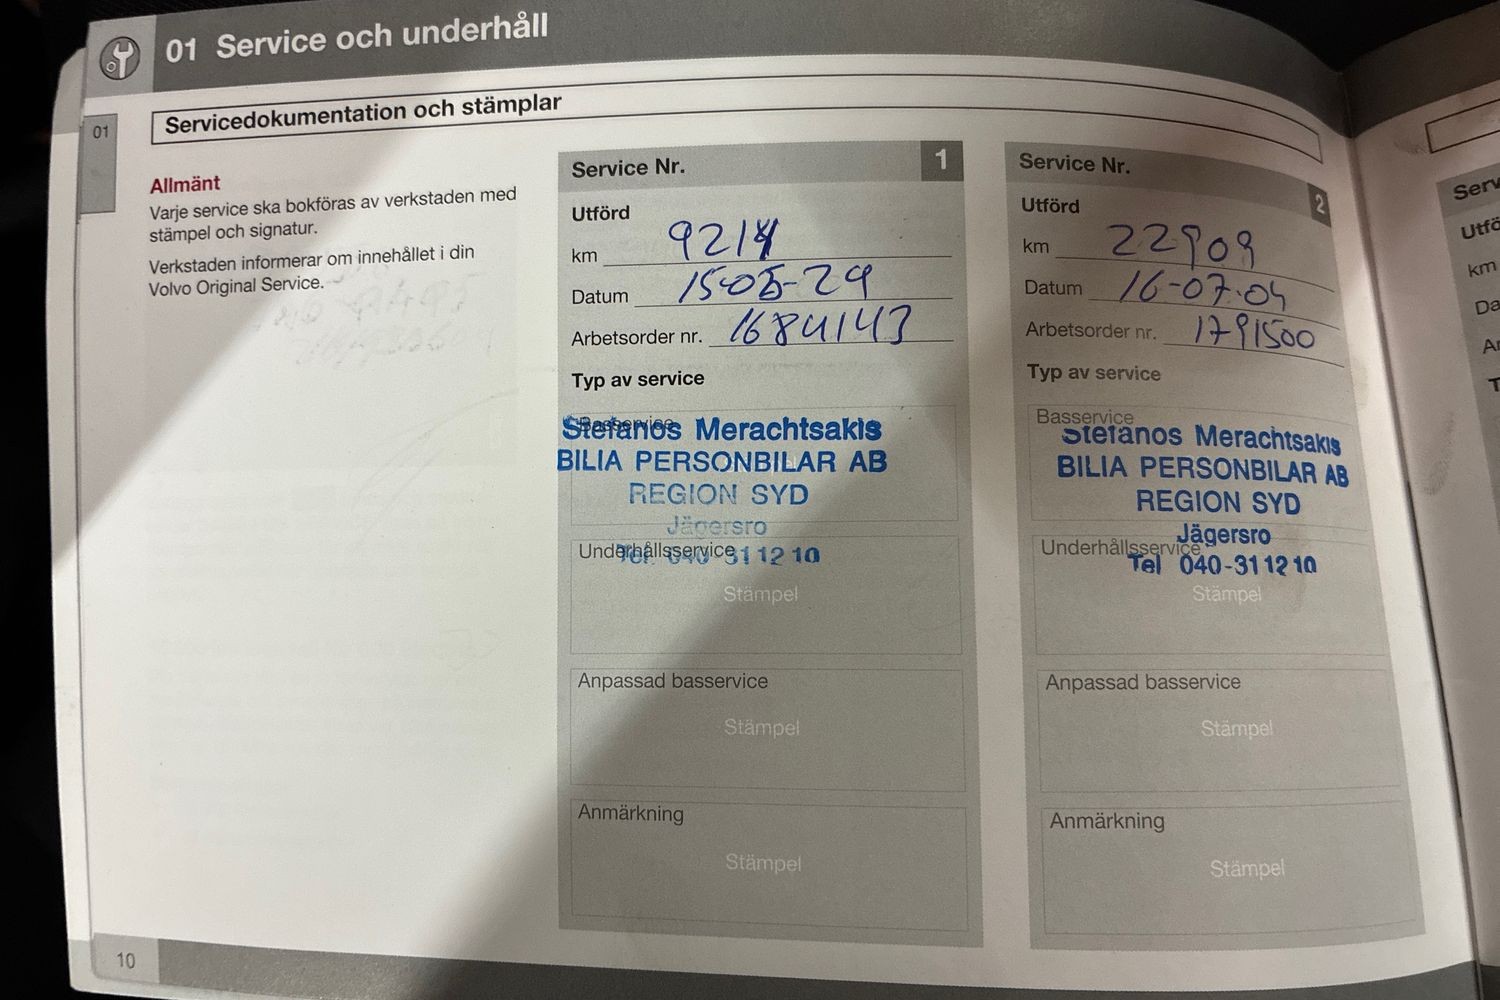 01 Service och underhåll
Servicedokumentation och stämplar
01
Allmänt
Varje service ska bokföras av verkstaden med
stämpel och signatur.
Verkstaden informerar om innehållet i din
Volvo Original Service.
Service Nr. 1
Utförd
km 9214
Datum 15-05-29
Arbetsorder nr. 1684143
Typ av service
Basservice
Stefanos Merachtsakis
BILIA PERSONBILAR AB
REGION SYD
Jägersro
Underhållsservice
Tel 040-31 12 10
Stämpel
Anpassad basservice
Stämpel
Anmärkning
Stämpel
Service Nr. 2
Utförd
km 22909
Datum 16-07-04
Arbetsorder nr. 1791500
Typ av service
Basservice
Stefanos Merachtsakis
BILIA PERSONBILAR AB
REGION SYD
Jägersro
Underhållsservice
Tel 040-31 12 10
Stämpel
Anpassad basservice
Stämpel
Anmärkning
Stämpel
km
10